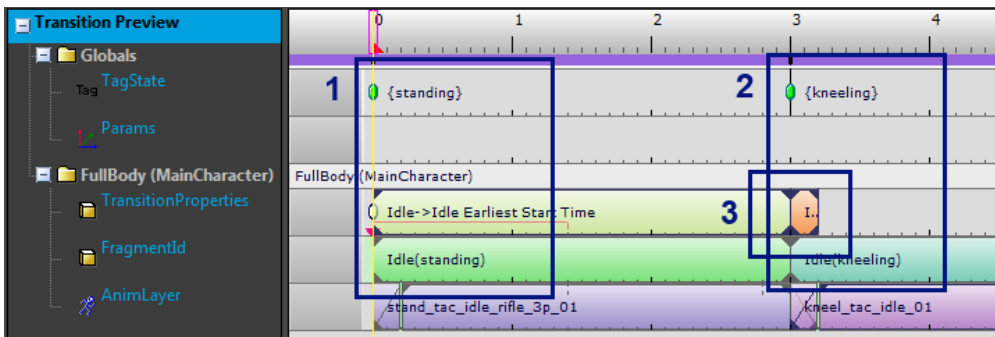 Transition Preview
0 1 2 3 4
Globals
Tag TagState
1 {standing} 2 {kneeling}
Params
FullBody (MainCharacter) FullBody (MainCharacter)
TransitionProperties
Idle->Idle Earliest Start Time 3 I..
FragmentId
Idle(standing) Idle(kneeling)
AnimLayer
stand_tac_idle_rifle_3p_01 kneel_tac_idle_01